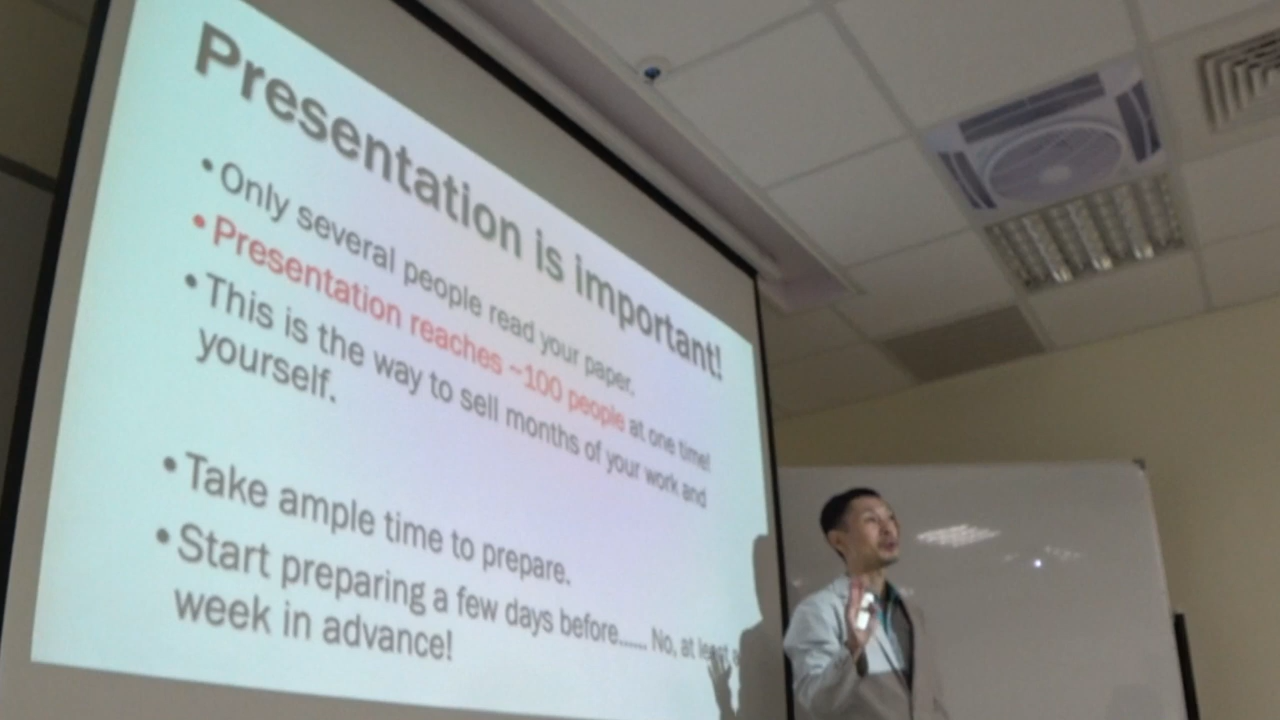 Presentation is important!
• Only several people read your paper.
• Presentation reaches ~100 people at one time!
• This is the way to sell months of your work and
yourself.
• Take ample time to prepare.
• Start preparing a few days before...... No, at least
week in advance!